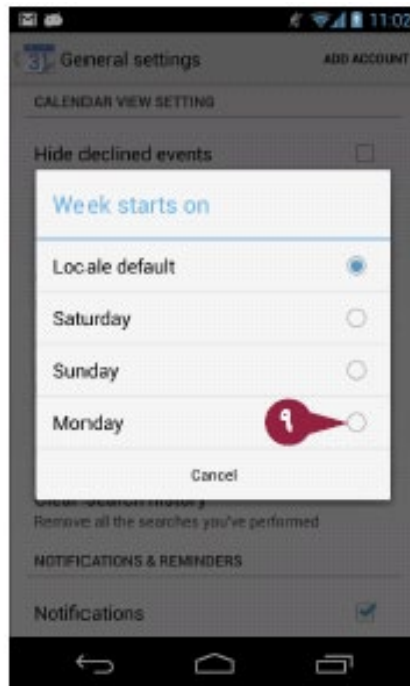 11:02
31 General settings ADD ACCOUNT
CALENDAR VIEW SETTING
Hide declined events
Week starts on
Locale default
Saturday
Sunday
Monday ٩
Cancel
Clear search history
Remove all the searches you've performed
NOTIFICATIONS & REMINDERS
Notifications